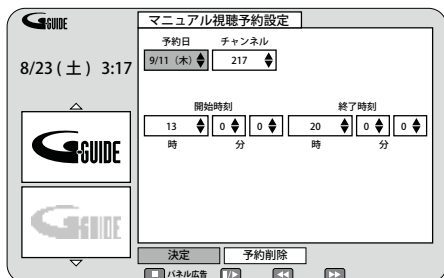 G-GUIDE
マニュアル視聴予約設定
8/23 ( 土 ) 3:17
予約日 チャンネル
9/11 (木) 217
開始時刻 終了時刻
13 0 0 20 0 0
時 分 時 分
G-GUIDE
G-GUIDE
決定 予約削除
パネル広告